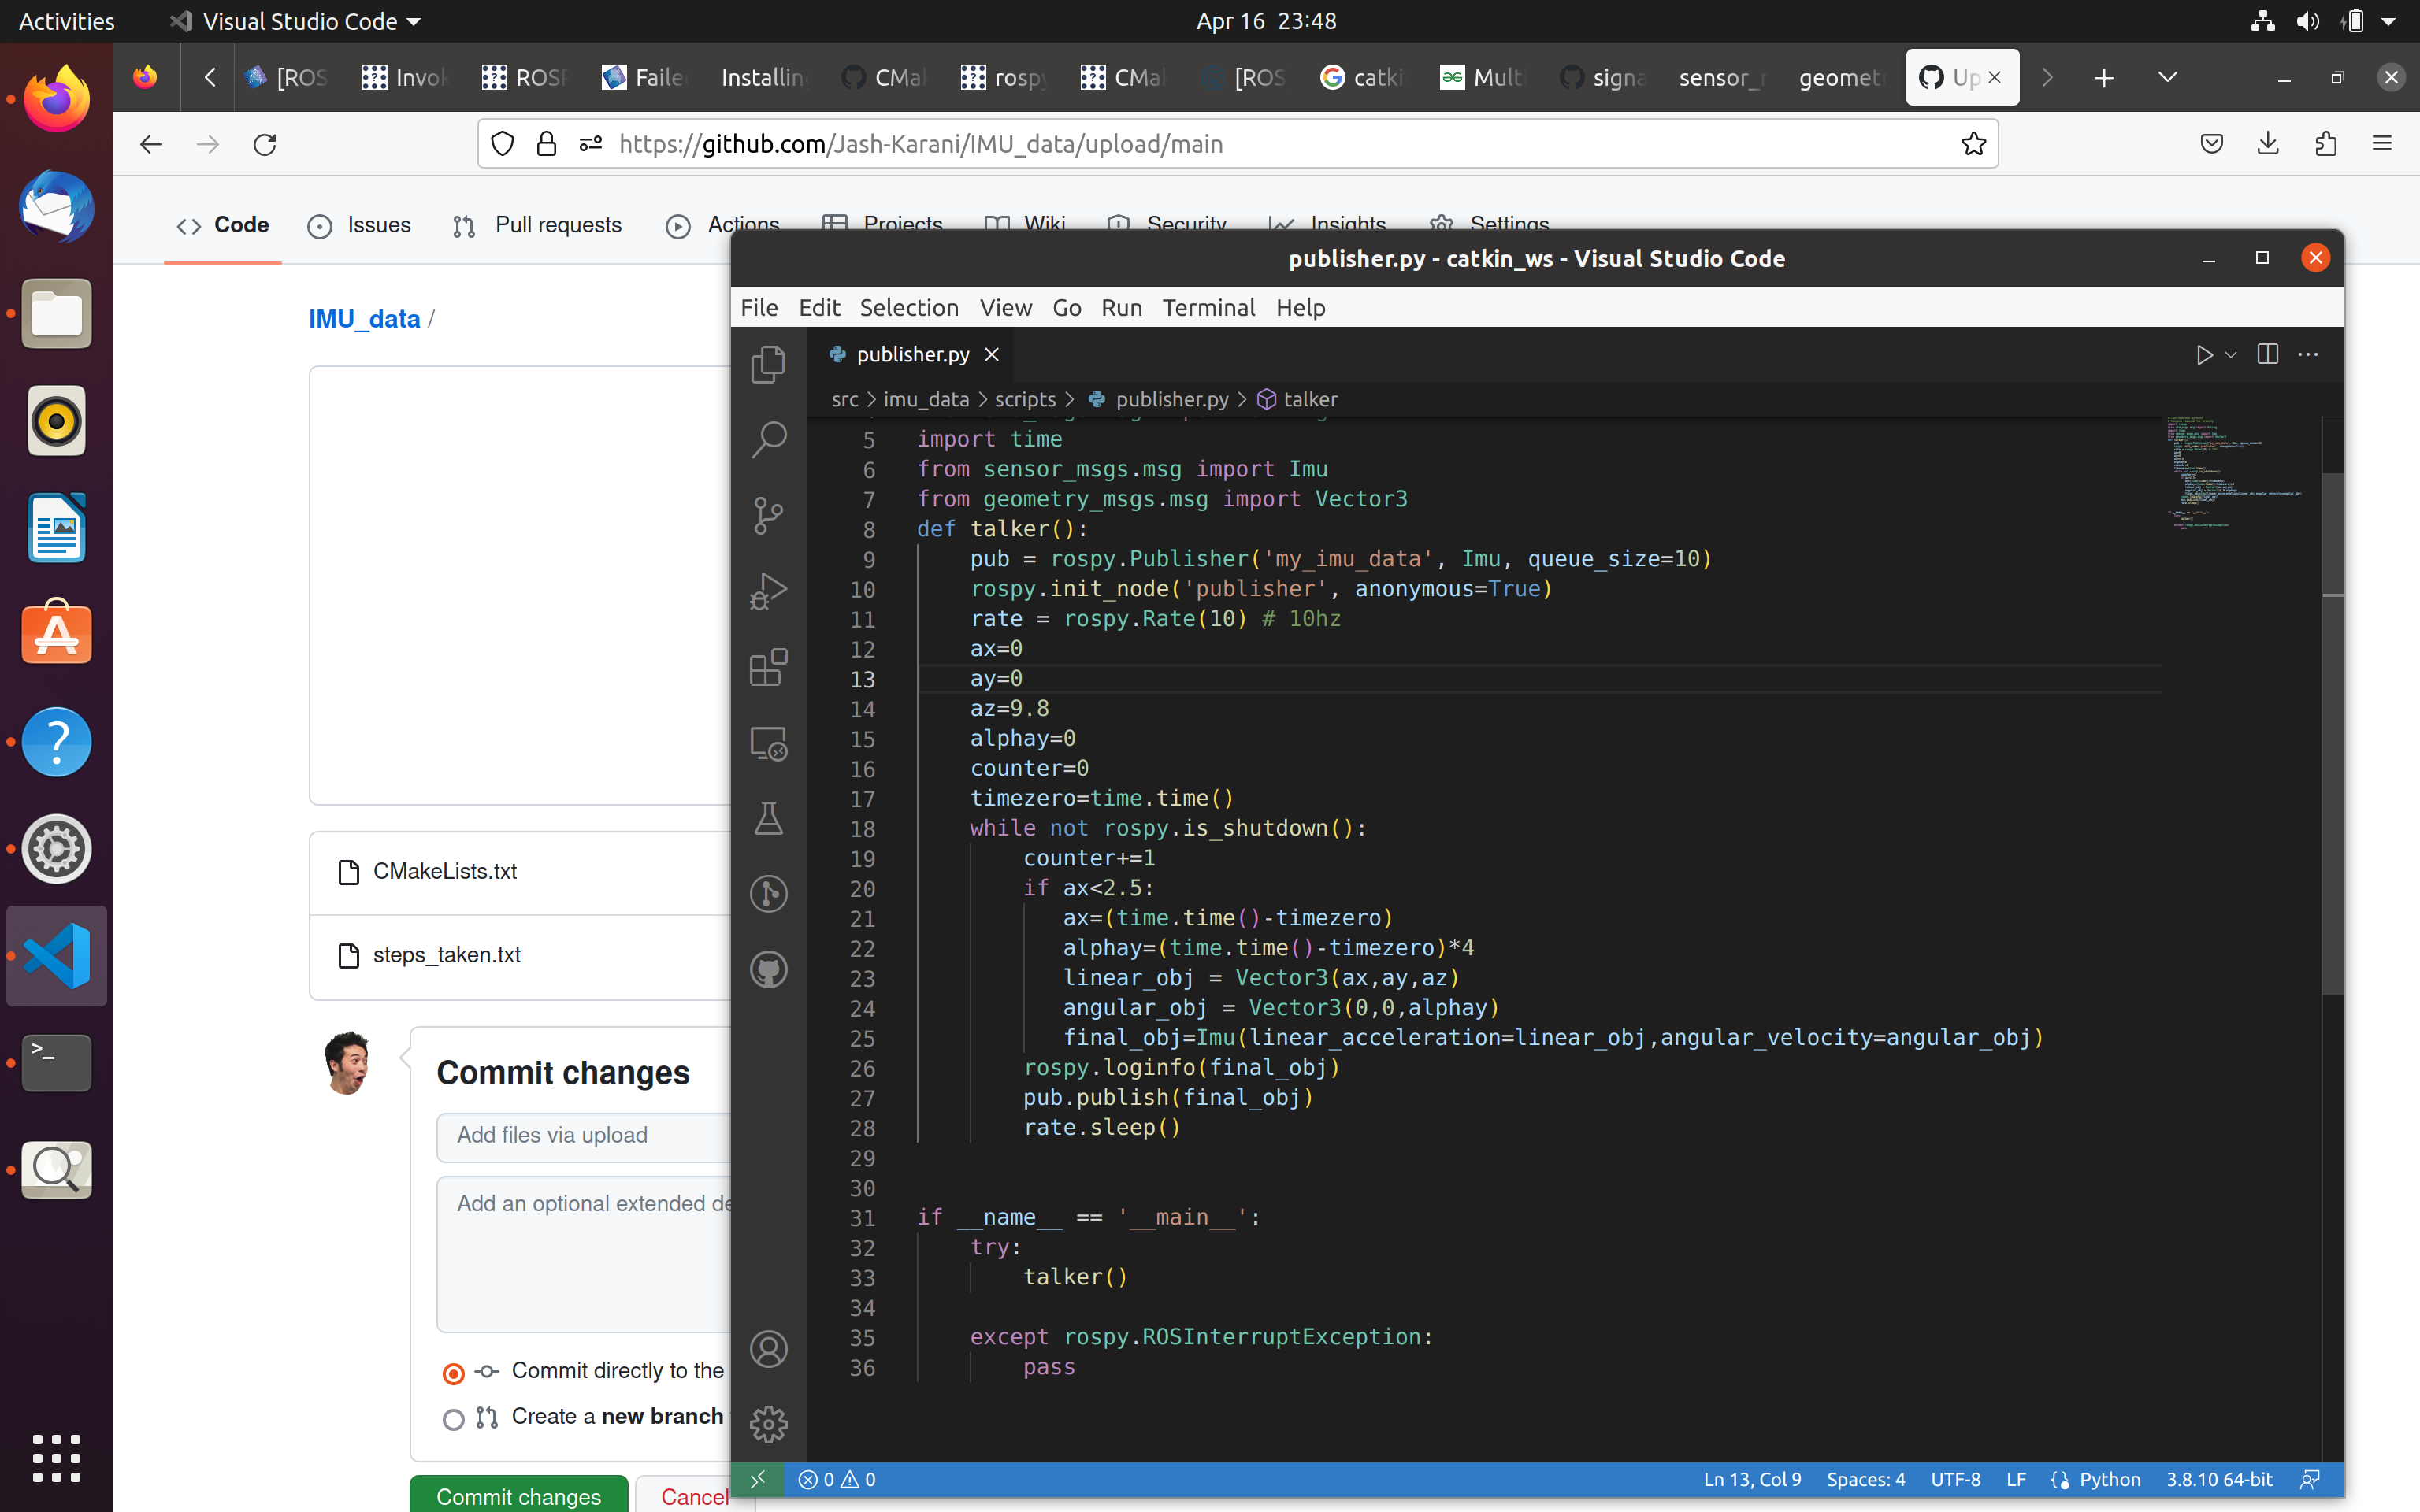 Activities
Visual Studio Code
Apr 16 23:48
[ROS
Invok
ROS
Faile
Installin
CMa
rospy
CMa
[ROS
catki
Mult
signa
sensor_
geomet
Up
https://github.com/Jash-Karani/IMU_data/upload/main
Code
Issues
Pull requests
Actions
Projects
Wiki
Security
Insights
Settings
IMU_data /
CMakeLists.txt
steps_taken.txt
Commit changes
Add files via upload
Add an optional extended de
Commit directly to the
Create a new branch
Commit changes
Cancel
publisher.py - catkin_ws - Visual Studio Code
File Edit Selection View Go Run Terminal Help
publisher.py
src > imu_data > scripts > publisher.py > talker
5 import time
6 from sensor_msgs.msg import Imu
7 from geometry_msgs.msg import Vector3
8 def talker():
9 pub = rospy.Publisher('my_imu_data', Imu, queue_size=10)
10 rospy.init_node('publisher', anonymous=True)
11 rate = rospy.Rate(10) # 10hz
12 ax=0
13 ay=0
14 az=9.8
15 alphay=0
16 counter=0
17 timezero=time.time()
18 while not rospy.is_shutdown():
19 counter+=1
20 if ax<2.5:
21 ax=(time.time()-timezero)
22 alphay=(time.time()-timezero)*4
23 linear_obj = Vector3(ax,ay,az)
24 angular_obj = Vector3(0,0,alphay)
25 final_obj=Imu(linear_acceleration=linear_obj,angular_velocity=angular_obj)
26 rospy.loginfo(final_obj)
27 pub.publish(final_obj)
28 rate.sleep()
29
30
31 if __name__ == '__main__':
32 try:
33 talker()
34
35 except rospy.ROSInterruptException:
36 pass
0 0
Ln 13, Col 9
Spaces: 4
UTF-8
LF
Python
3.8.10 64-bit